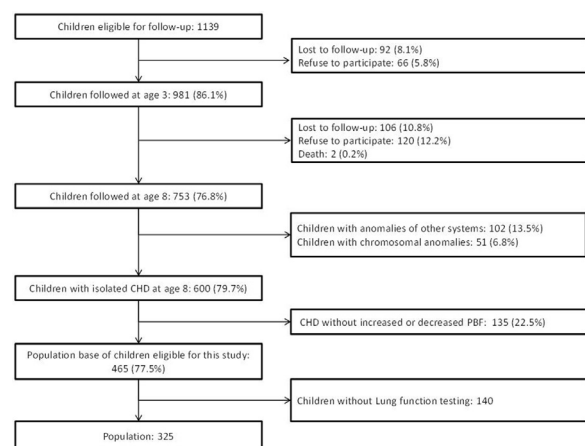 Children eligible for follow-up: 1139
Lost to follow-up: 92 (8.1%)
Refuse to participate: 66 (5.8%)
Children followed at age 3: 981 (86.1%)
Lost to follow-up: 106 (10.8%)
Refuse to participate: 120 (12.2%)
Death: 2 (0.2%)
Children followed at age 8: 753 (76.8%)
Children with anomalies of other systems: 102 (13.5%)
Children with chromosomal anomalies: 51 (6.8%)
Children with isolated CHD at age 8: 600 (79.7%)
CHD without increased or decreased PBF: 135 (22.5%)
Population base of children eligible for this study:
465 (77.5%)
Children without Lung function testing: 140
Population: 325